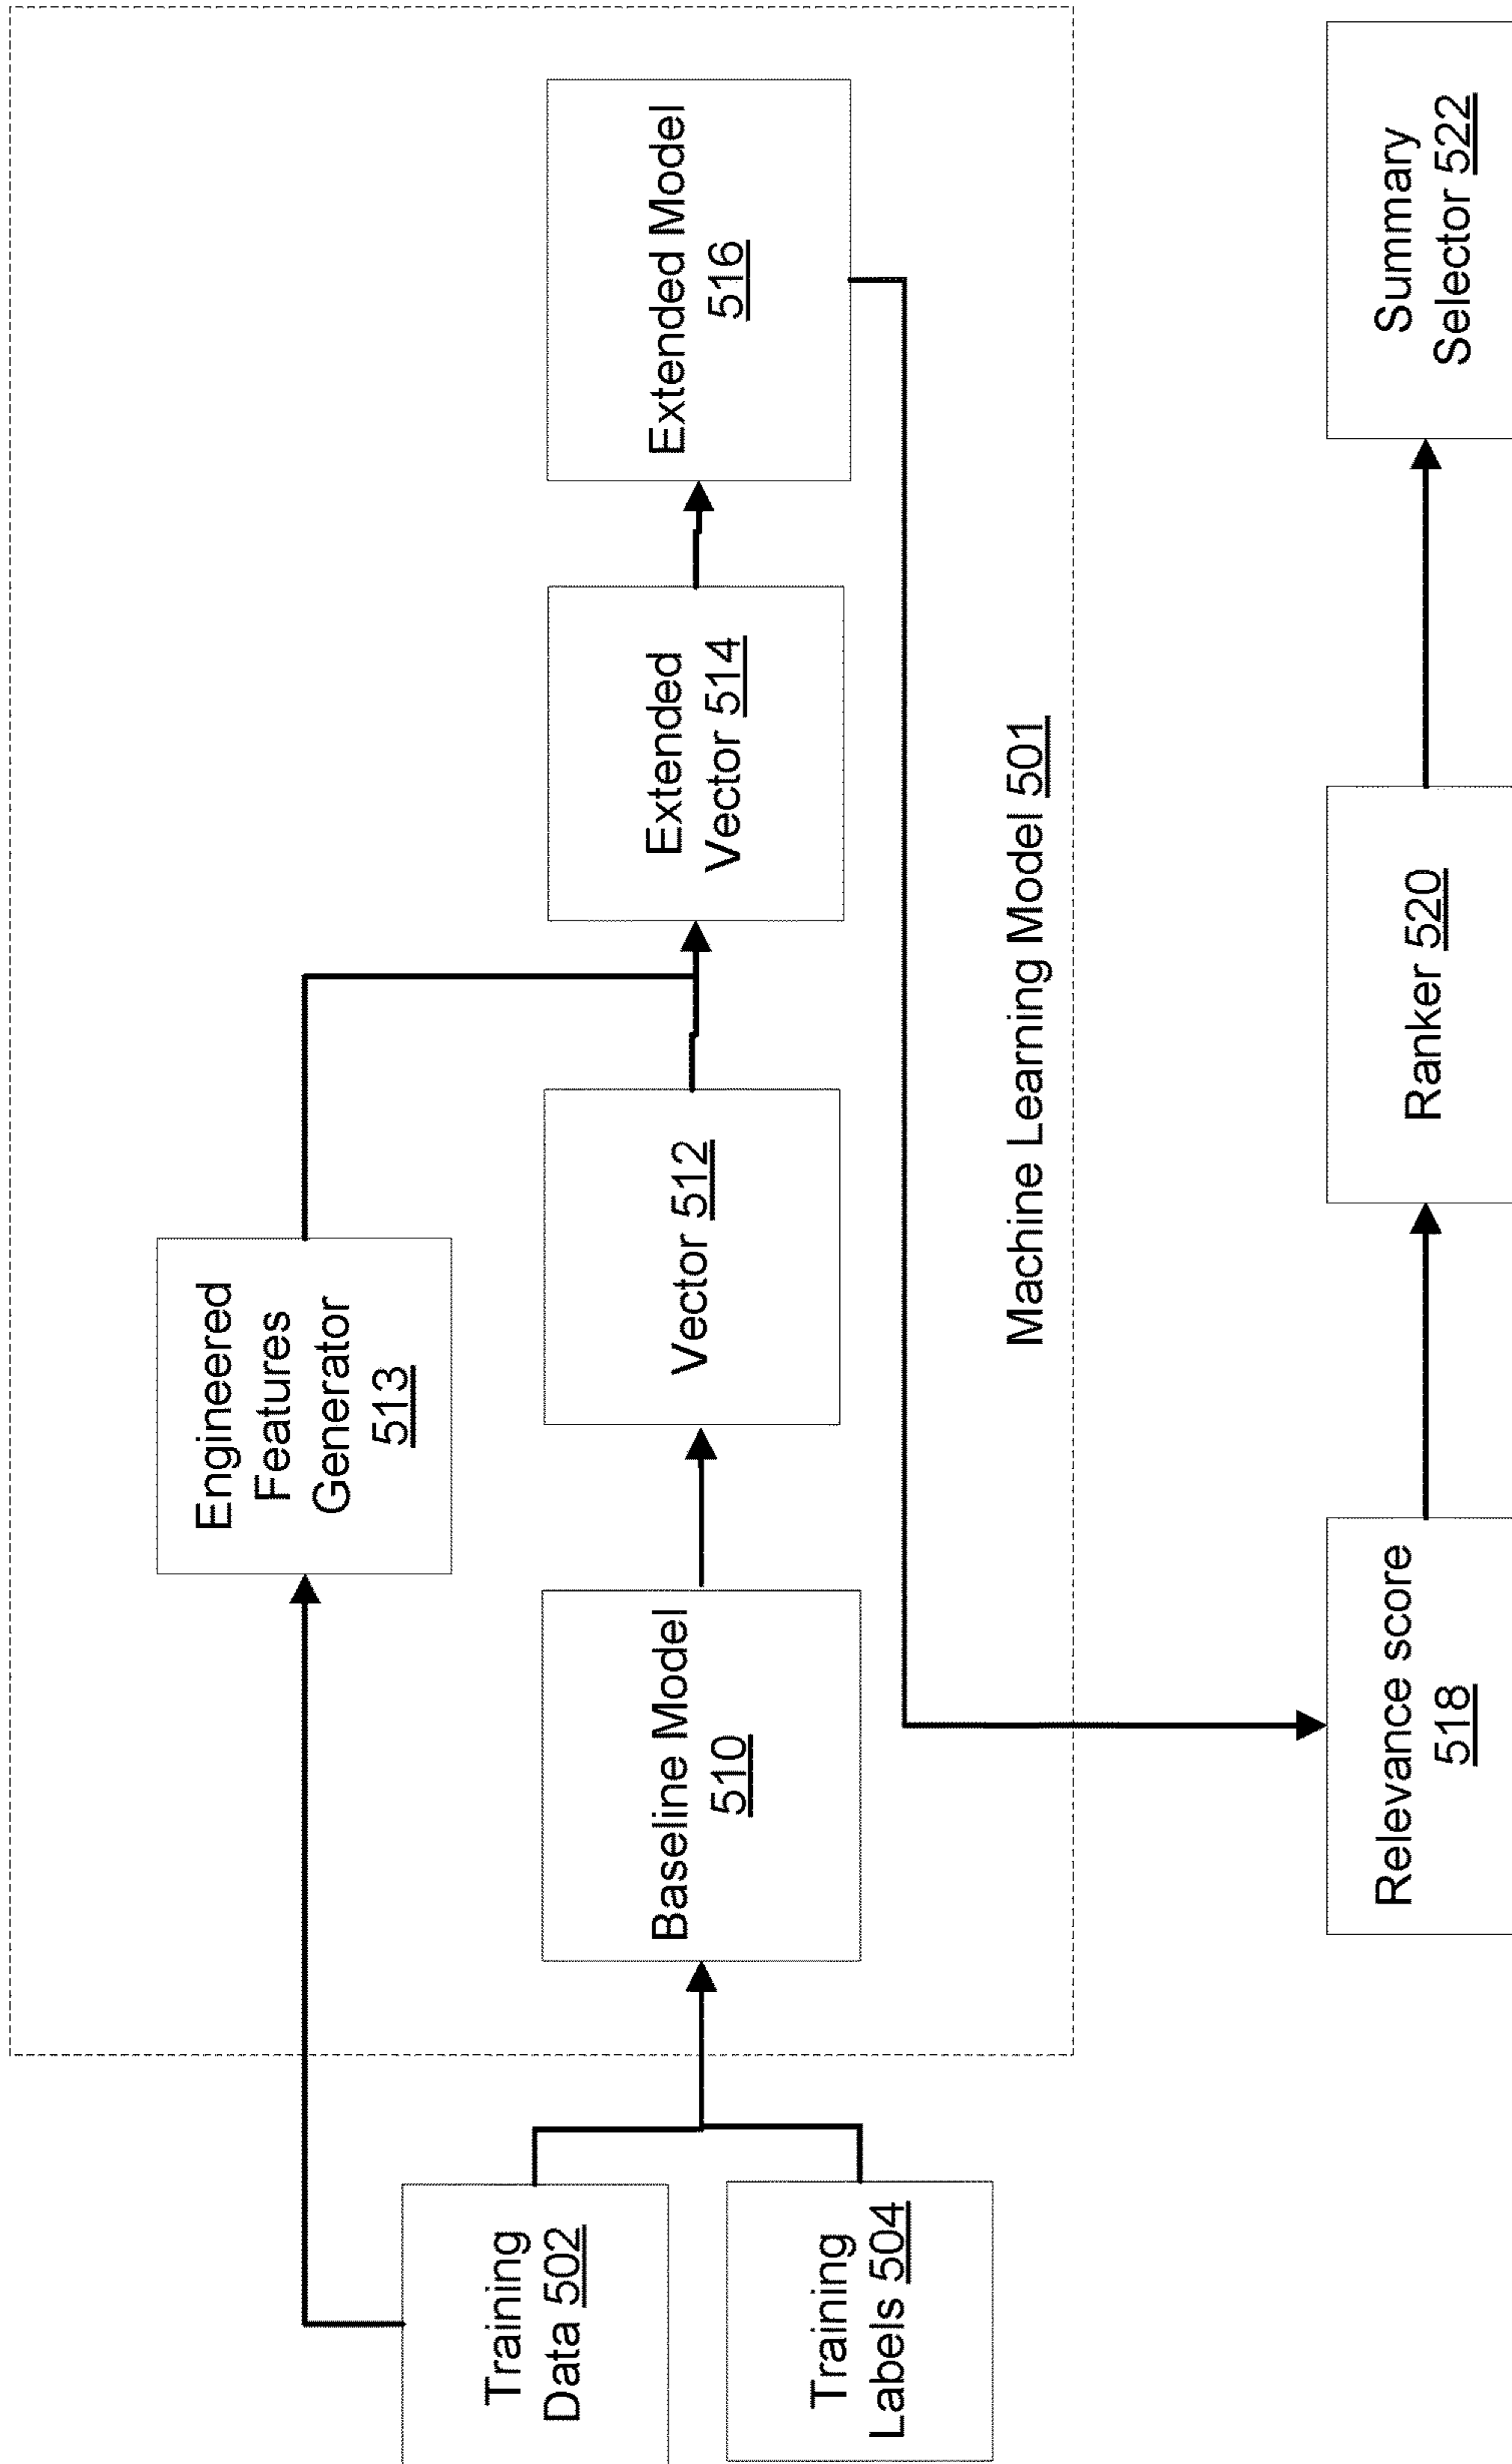 Engineered
Features
Generator
513
Training
Data 502
Training
Labels 504
Baseline Model
510
Vector 512
Extended
Vector 514
Extended Model
516
Machine Learning Model 501
Relevance score
518
Ranker 520
Summary
Selector 522